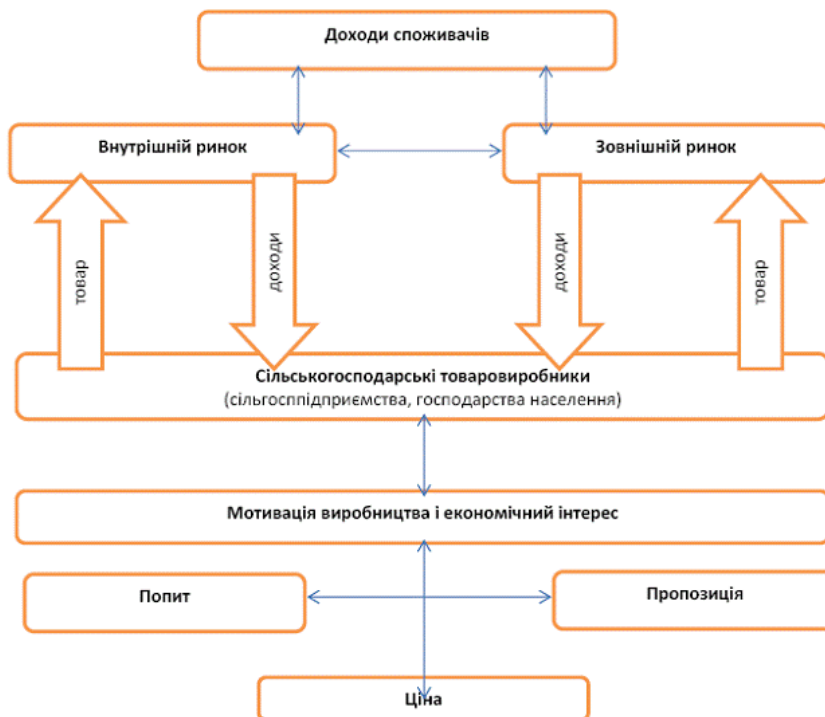 Доходи споживачів
Внутрішній ринок
Зовнішній ринок
товар
доходи
доходи
товар
Сільськогосподарські товаровиробники
(сільгосппідприємства, господарства населення)
Мотивація виробництва і економічний інтерес
Попит
Пропозиція
Ціна